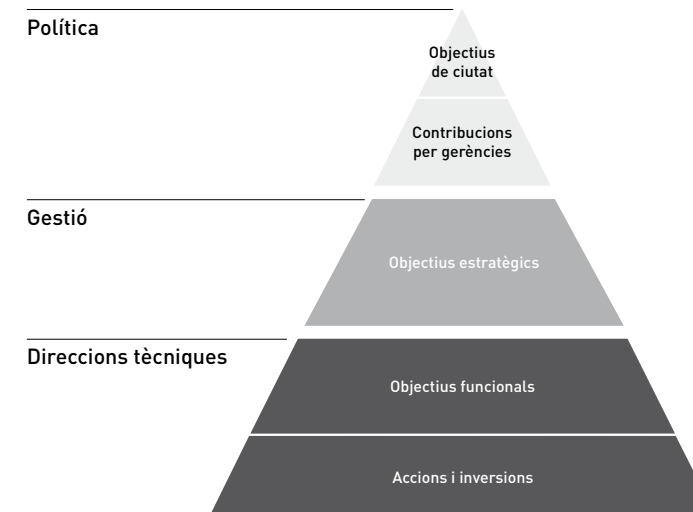 Política
Objectius
de ciutat
Contribucions
per gerències
Gestió
Objectius estratègics
Direccions tècniques
Objectius funcionals
Accions i inversions